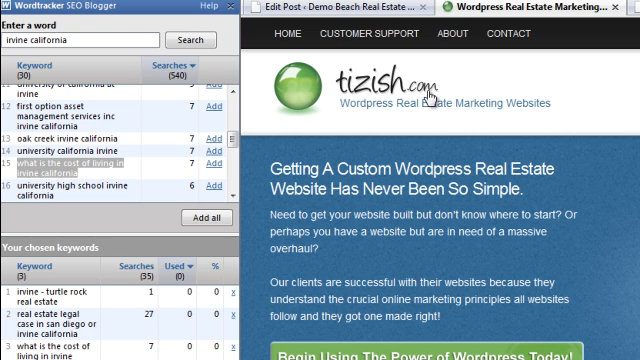 Wordtracker SEO Blogger Help x
Enter a word
irvine california Search
Keyword (30) Searches (540)
irvine
12 first option asset management services inc irvine california 7 Add
13 oak creek irvine california 7 Add
14 university california irvine 7 Add
15 what is the cost of living in irvine california 7 Add
16 university high school irvine california 6 Add
Add all
Your chosen keywords x
Keyword (3) Searches (35) Used (0) %
1 irvine - turtle rock real estate 1 0 0 x
2 real estate legal case in san diego or irvine california 27 0 0 x
3 what is the cost of living in irvine 7 0 0 x
Edit Post ‹ Demo Beach Real Estate ...
Wordpress Real Estate Marketing...
HOME CUSTOMER SUPPORT ABOUT CONTACT
tizish.com
Wordpress Real Estate Marketing Websites
Getting A Custom Wordpress Real Estate
Website Has Never Been So Simple.
Need to get your website built but don't know where to start? Or
perhaps you have a website but are in need of a massive
overhaul?
Our clients are successful with their websites because they
understand the crucial online marketing principles all websites
follow and they got one made right!
Begin Using The Power of Wordpress Today!